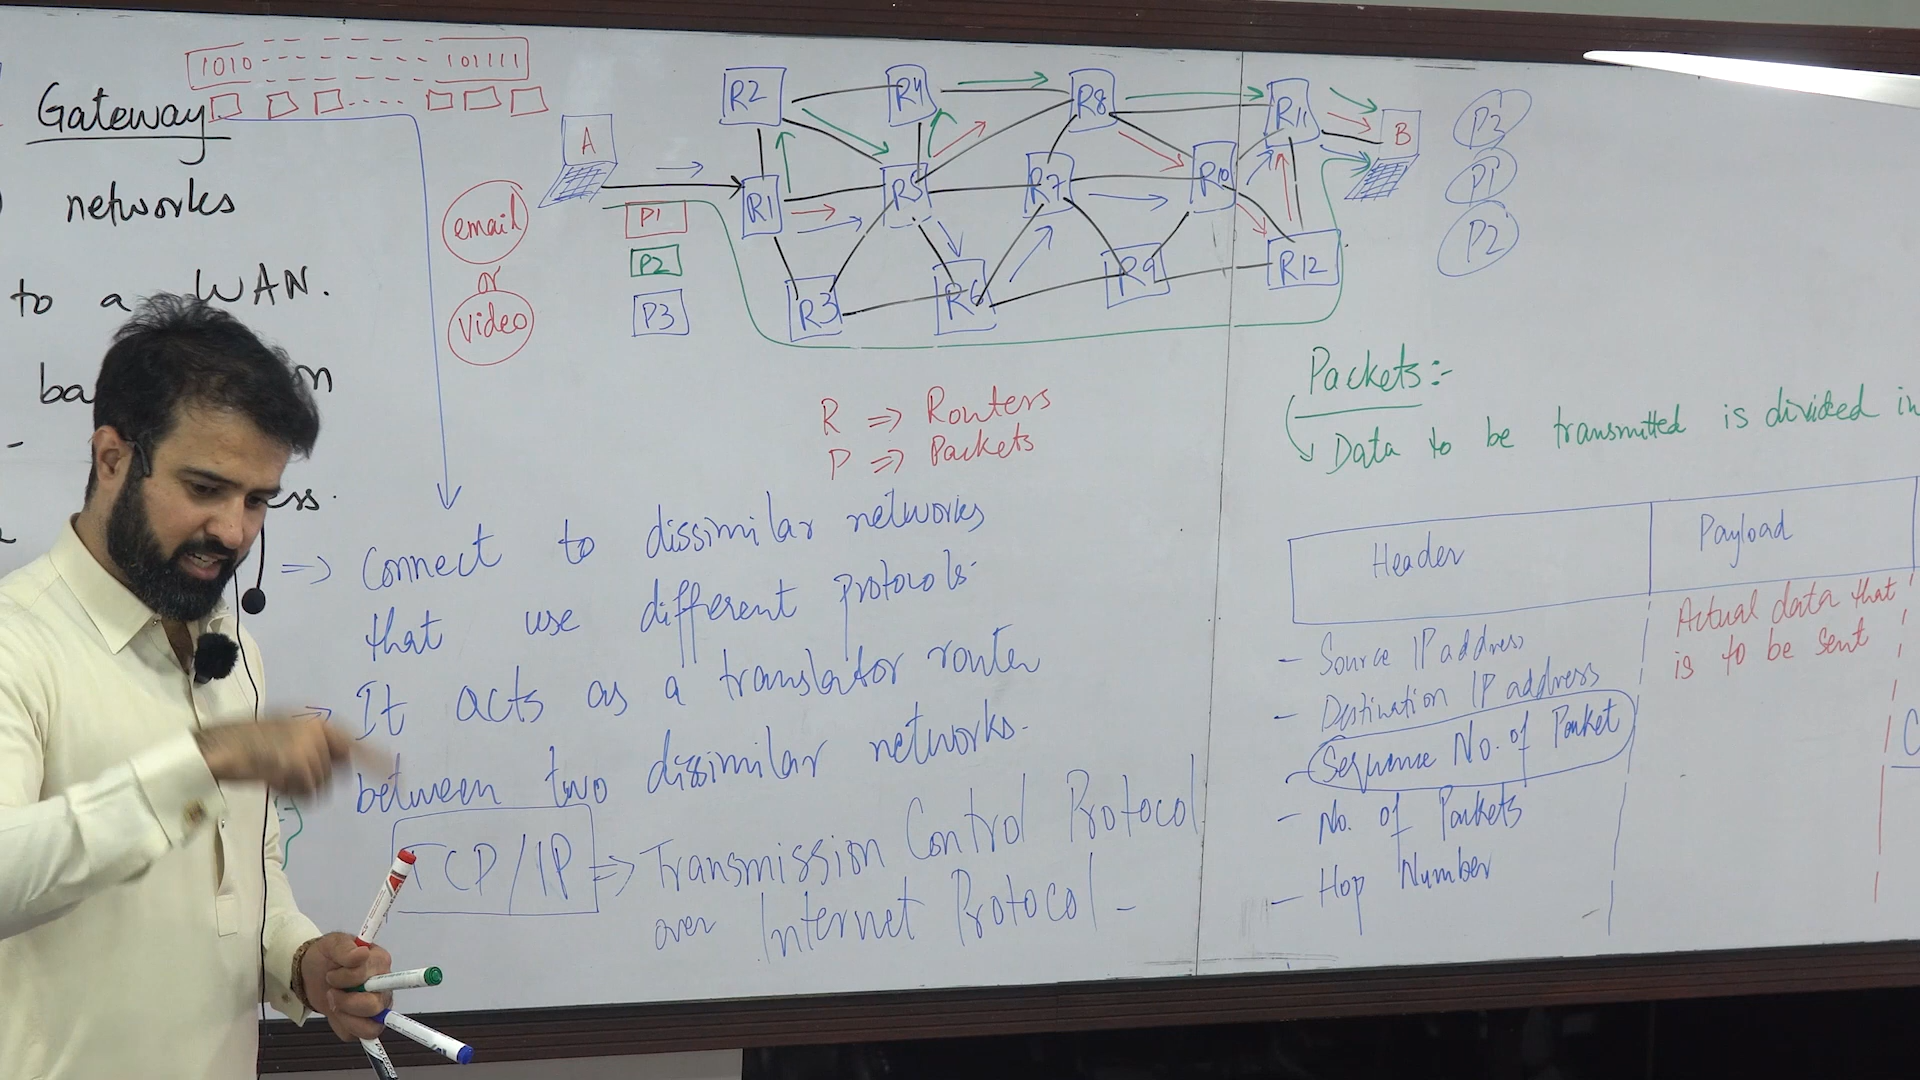 1010 101111
Gateway
networks
to a WAN.
ba on
ess.
email
or
video
A
P1
P2
P3
R2
R4
R8
R11
B
R1
R5
R7
R10
R3
R6
R9
R12
P3
P1
P2
R => Routers
P => Packets
=> Connect to dissimilar networks
that use different protocols.
It acts as a translator router
between two dissimilar networks.
TCP/IP => Transmission Control Protocol
over Internet Protocol -
Packets:-
Data to be transmitted is divided in
Header
Payload
- Source IP address
- Destination IP address
- Sequence No. of Packet
- No. of Packets
- Hop Number
Actual data that
is to be sent